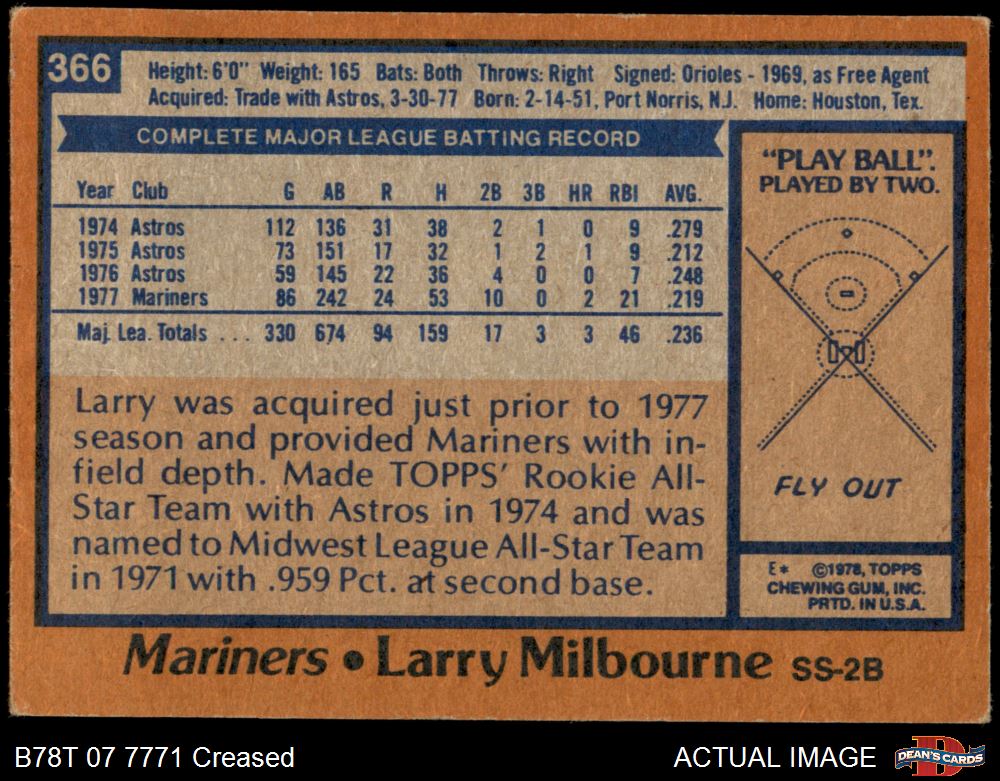 366
Height: 6'0" Weight: 165 Bats: Both Throws: Right Signed: Orioles - 1969, as Free Agent
Acquired: Trade with Astros, 3-30-77 Born: 2-14-51, Port Norris, N.J. Home: Houston, Tex.
COMPLETE MAJOR LEAGUE BATTING RECORD
Year Club G AB R H 2B 3B HR RBI AVG.
1974 Astros 112 136 31 38 2 1 0 9 .279
1975 Astros 73 151 17 32 1 2 1 9 .212
1976 Astros 59 145 22 36 4 0 0 7 .248
1977 Mariners 86 242 24 53 10 0 2 21 .219
Maj. Lea. Totals . . . 330 674 94 159 17 3 3 46 .236
Larry was acquired just prior to 1977
season and provided Mariners with in-
field depth. Made TOPPS' Rookie All-
Star Team with Astros in 1974 and was
named to Midwest League All-Star Team
in 1971 with .959 Pct. at second base.
"PLAY BALL".
PLAYED BY TWO.
FLY OUT
E* ©1978, TOPPS
CHEWING GUM, INC.
PRTD. IN U.S.A.
Mariners • Larry Milbourne SS-2B
B78T 07 7771 Creased
ACTUAL IMAGE
D
DEAN'S CARDS